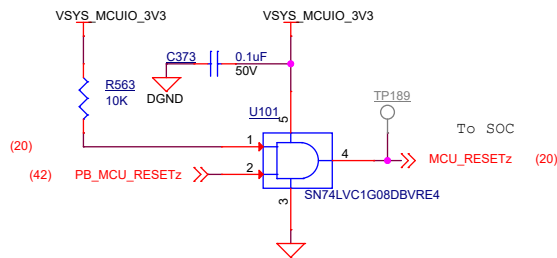 VSYS_MCUIO_3V3
VSYS_MCUIO_3V3
C373
0.1uF
50V
R563
10K
DGND
TP189
U101
5
To SOC
(20)
1
4
MCU_RESETz
(20)
(42)
PB_MCU_RESETz
2
SN74LVC1G08DBVRE4
3